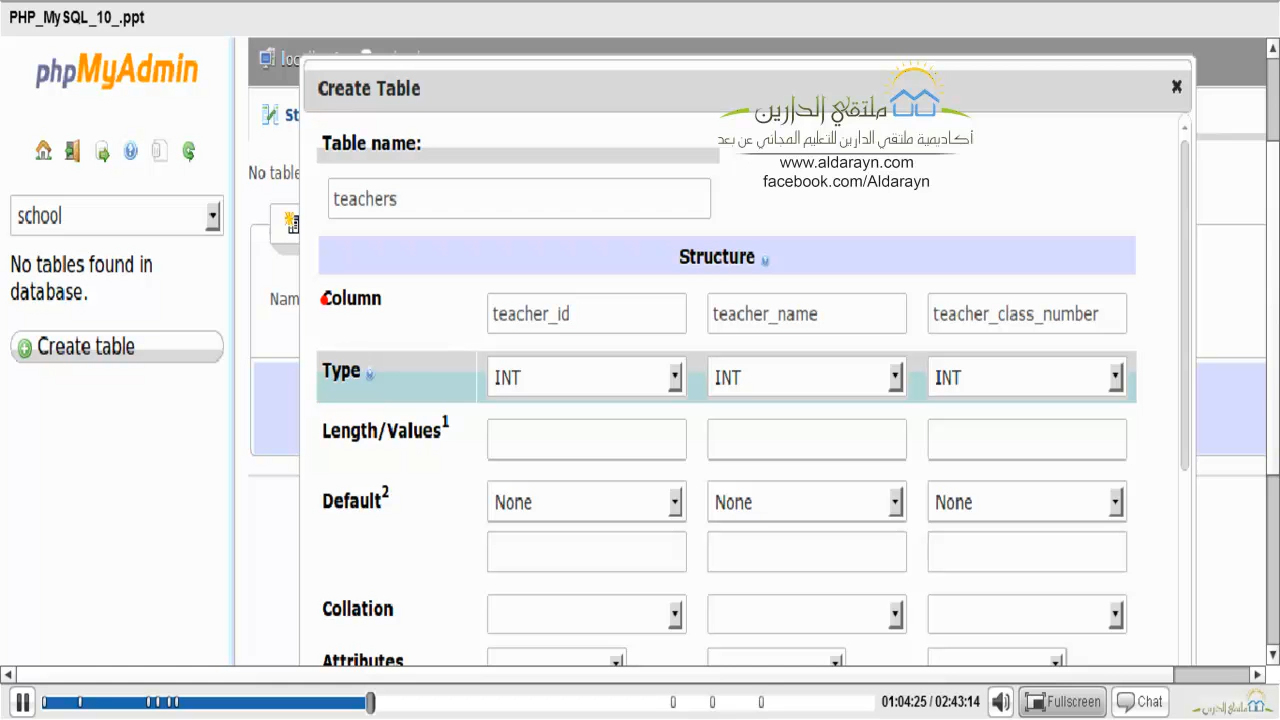 PHP_MySQL_10_.ppt
phpMyAdmin
Create Table
ملتقى الدارين
أكاديمية ملتقى الدارين للتعليم المجاني عن بعد
www.aldarayn.com
facebook.com/Aldarayn
Table name:
teachers
No table
school
No tables found in
database.
Create table
Structure
Column
teacher_id
teacher_name
teacher_class_number
Type
INT
INT
INT
Length/Values1
Default2
None
None
None
Collation
Attributes
01:04:25 / 02:43:14
Fullscreen
Chat
ملتقى الدارين